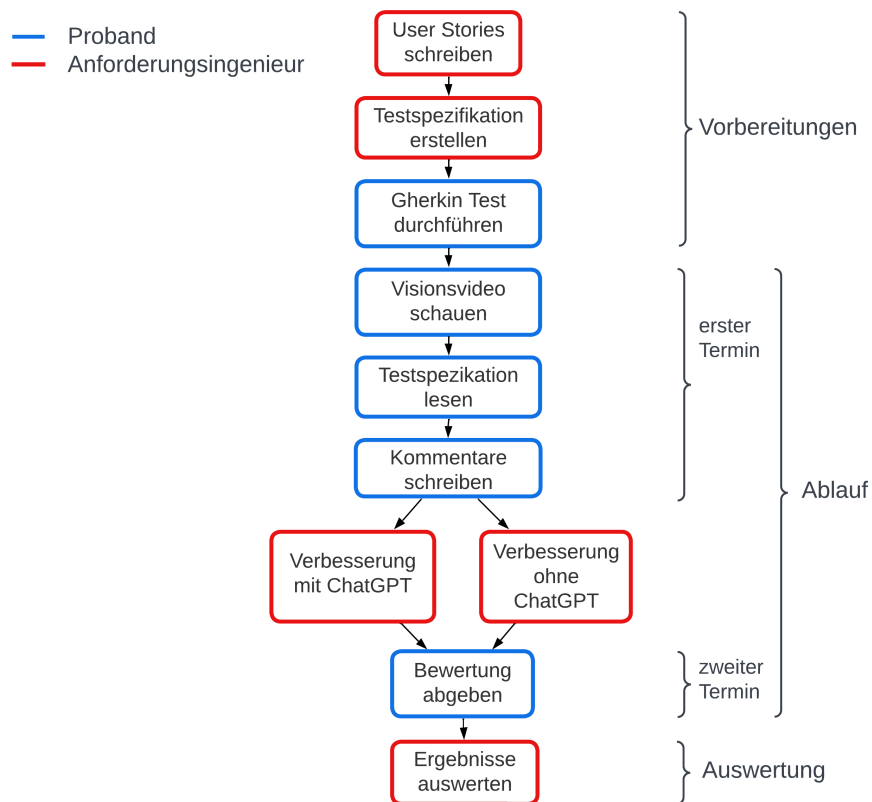 Proband
Anforderungsingenieur
User Stories
schreiben
Testspezifikation
erstellen
Gherkin Test
durchführen
Vorbereitungen
Visionsvideo
schauen
Testspezikation
lesen
Kommentare
schreiben
erster
Termin
Verbesserung
mit ChatGPT
Verbesserung
ohne
ChatGPT
Ablauf
Bewertung
abgeben
zweiter
Termin
Ergebnisse
auswerten
Auswertung